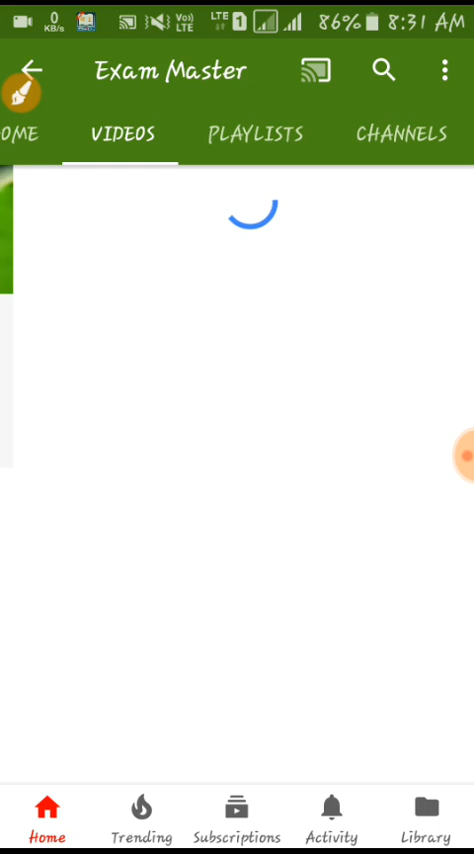 0 KB/s Vo) LTE LTE 1 86% 8:31 AM
Exam Master
OME VIDEOS PLAYLISTS CHANNELS
Home Trending Subscriptions Activity Library